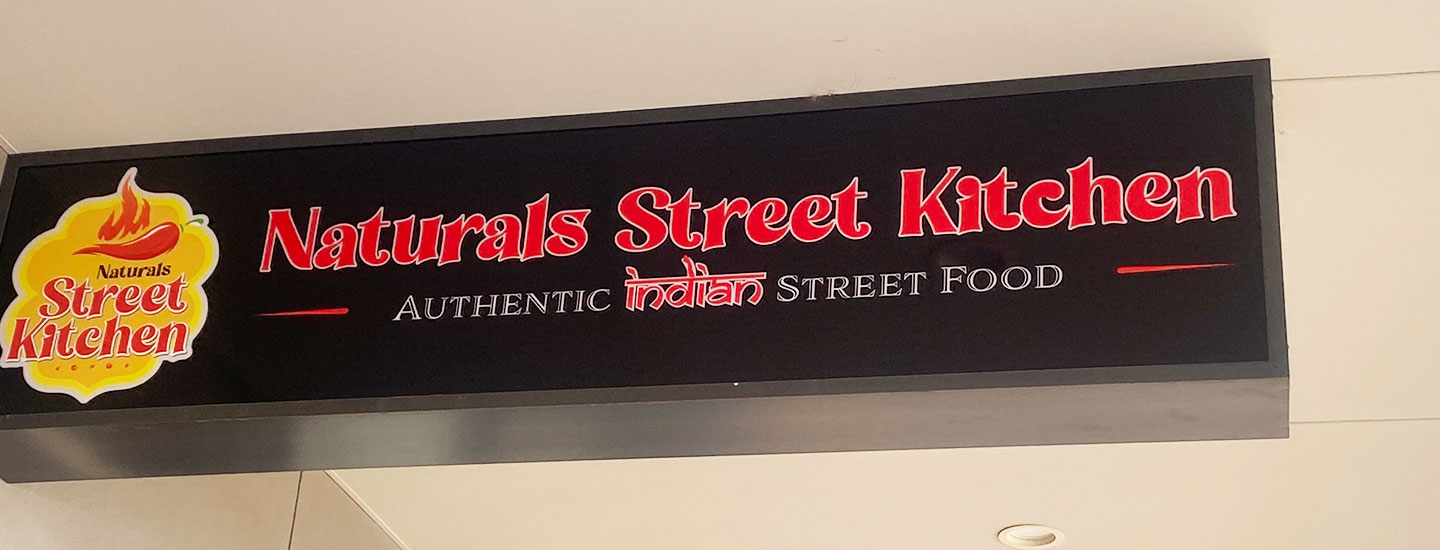 Naturals
Street
Kitchen
Naturals Street Kitchen
AUTHENTIC indian STREET FOOD